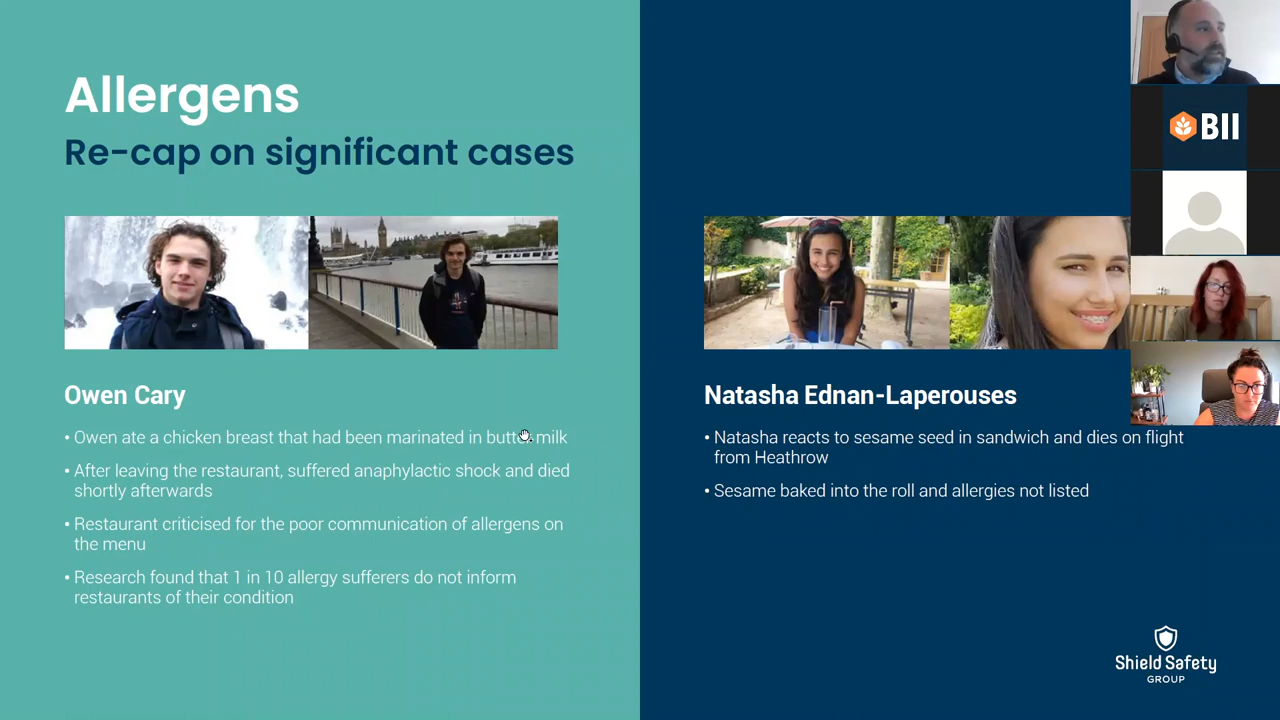 Allergens
Re-cap on significant cases
Owen Cary
• Owen ate a chicken breast that had been marinated in butter milk
• After leaving the restaurant, suffered anaphylactic shock and died
shortly afterwards
• Restaurant criticised for the poor communication of allergens on
the menu
• Research found that 1 in 10 allergy sufferers do not inform
restaurants of their condition
Natasha Ednan-Laperouses
• Natasha reacts to sesame seed in sandwich and dies on flight
from Heathrow
• Sesame baked into the roll and allergies not listed
BII
Shield Safety
GROUP